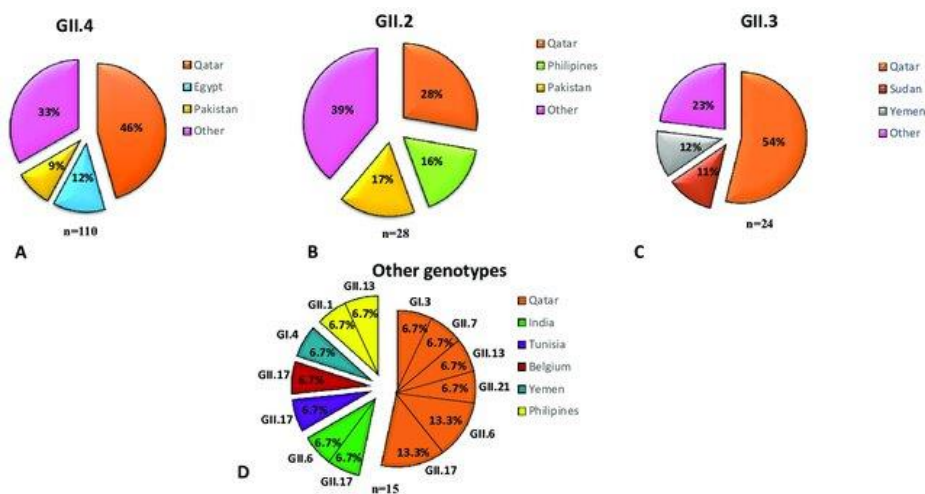 GII.4
Qatar
Egypt
Pakistan
Other
33%
46%
9%
12%
n=110
A
GII.2
Qatar
Philipines
Pakistan
Other
39%
28%
16%
17%
n=28
B
GII.3
Qatar
Sudan
Yemen
Other
23%
54%
12%
11%
n=24
C
Other genotypes
Qatar
India
Tunisia
Belgium
Yemen
Philipines
GII.13
6.7%
GII.1
6.7%
GI.4
6.7%
GII.17
6.7%
GII.17
6.7%
GII.6
6.7%
GII.17
6.7%
GI.3
6.7%
GII.7
6.7%
GII.13
6.7%
GII.21
6.7%
GII.6
13.3%
GII.17
13.3%
D
n=15